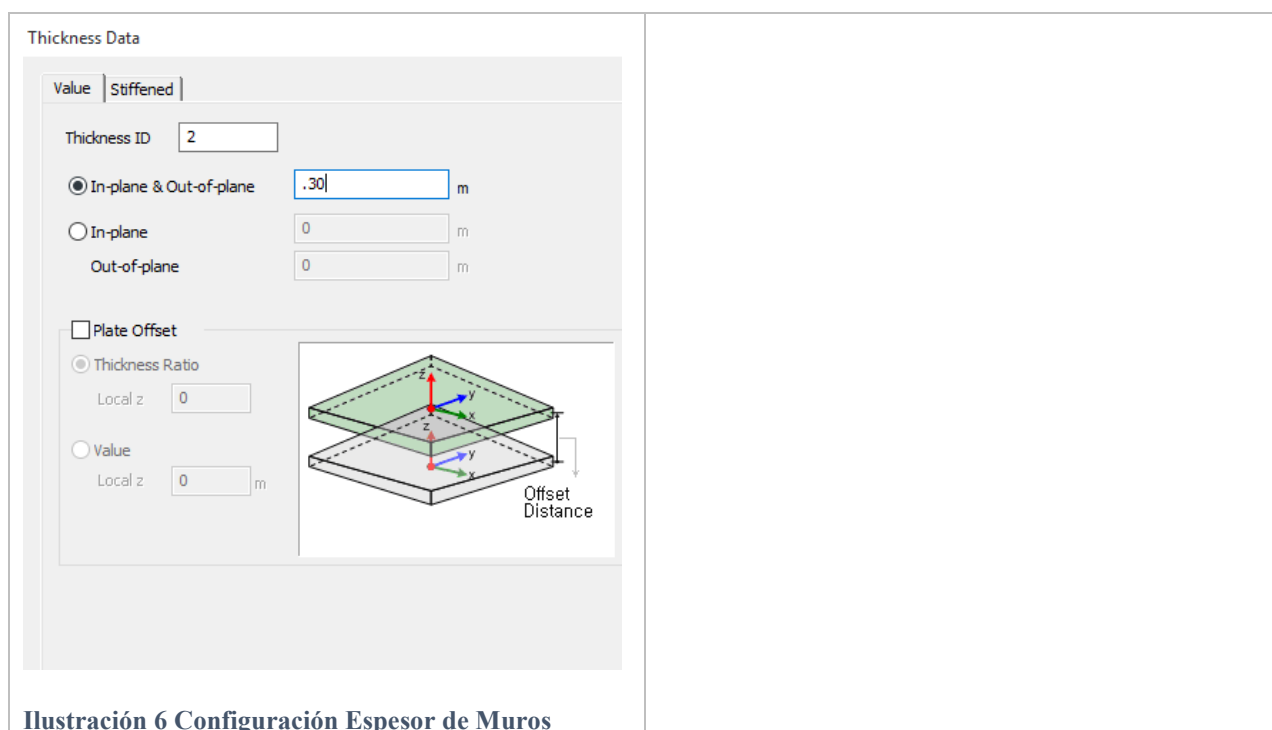 Thickness Data
Value Stiffened
Thickness ID 2
In-plane & Out-of-plane .30 m
In-plane 0 m
Out-of-plane 0 m
Plate Offset
Thickness Ratio
Local z 0
Value
Local z 0 m
z
y
x
z
y
x
Offset
Distance
Ilustración 6 Configuración Espesor de Muros